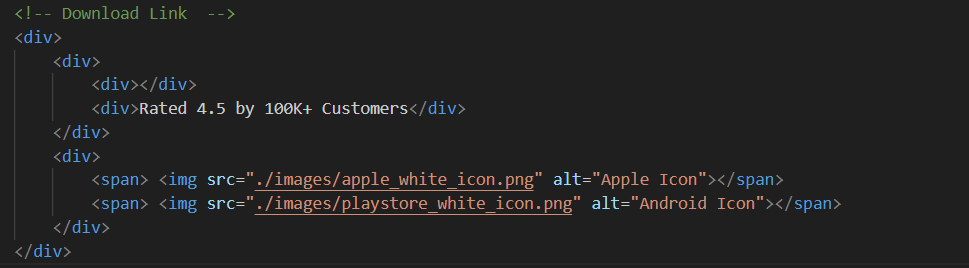 <!-- Download Link  -->
<div>
    <div>
        <div></div>
        <div>Rated 4.5 by 100K+ Customers</div>
    </div>
    <div>
        <span> <img src="./images/apple_white_icon.png" alt="Apple Icon"></span>
        <span> <img src="./images/playstore_white_icon.png" alt="Android Icon"></span>
    </div>
</div>